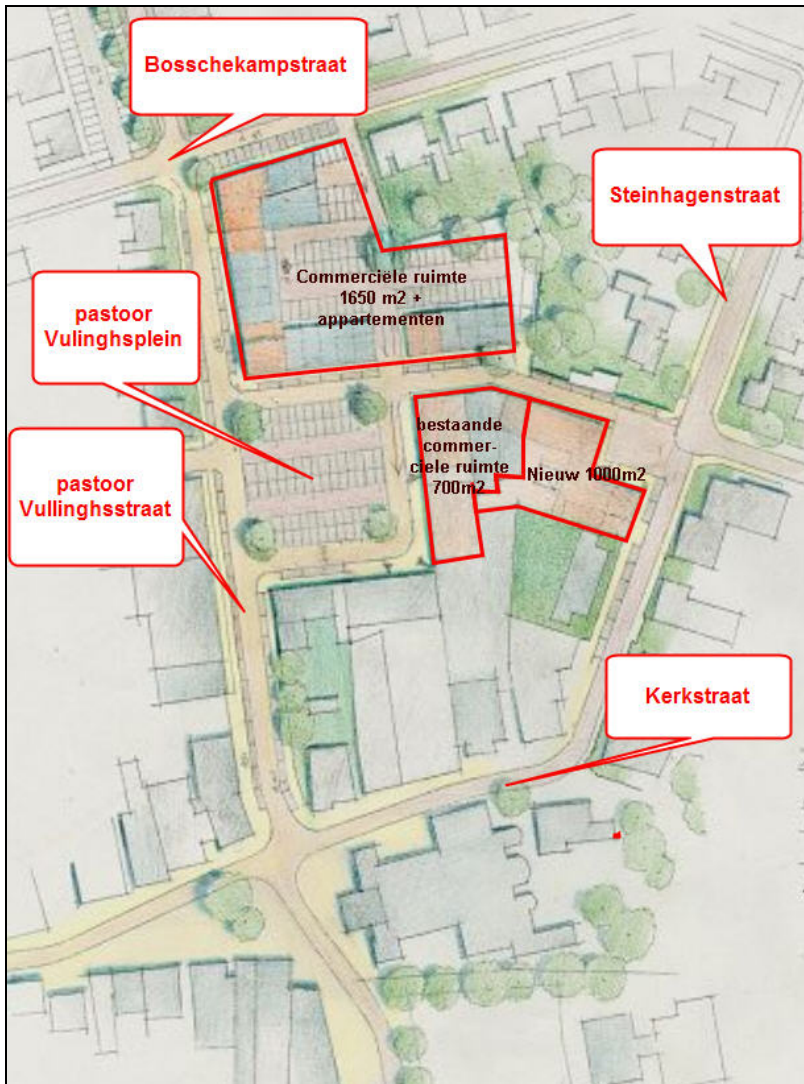 Bosschekampstraat
Steinhagenstraat
Commerciële ruimte
1650 m2 +
appartementen
pastoor
Vulinghsplein
bestaande
commer-
ciele ruimte
700m2
Nieuw 1000m2
pastoor
Vullinghsstraat
Kerkstraat